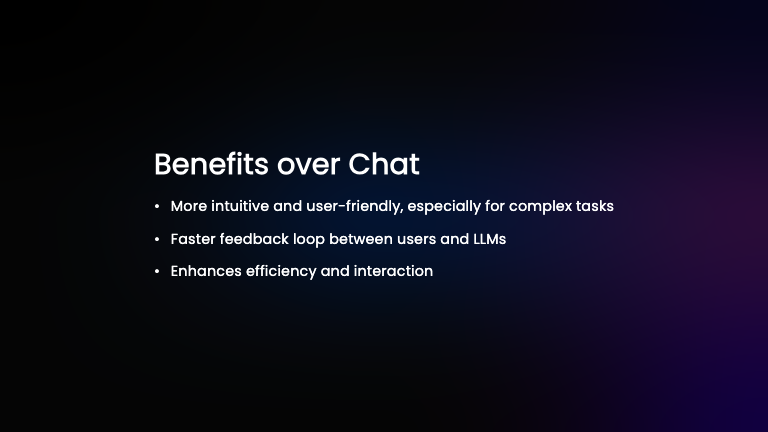 Benefits over Chat
• More intuitive and user-friendly, especially for complex tasks
• Faster feedback loop between users and LLMs
• Enhances efficiency and interaction